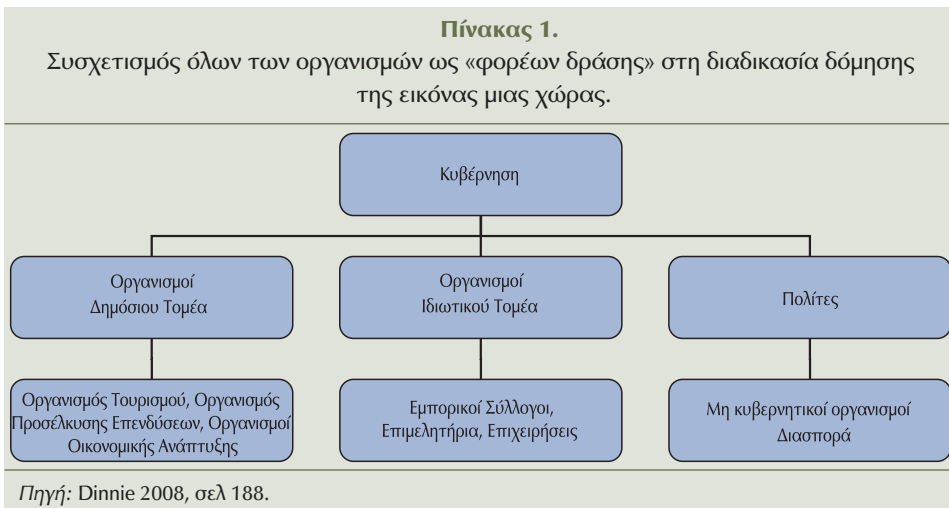 Πίνακας 1.
Συσχετισμός όλων των οργανισμών ως «φορέων δράσης» στη διαδικασία δόμησης
της εικόνας μιας χώρας.
Κυβέρνηση
Οργανισμοί
Δημόσιου Τομέα
Οργανισμοί
Ιδιωτικού Τομέα
Πολίτες
Οργανισμός Τουρισμού, Οργανισμός
Προσέλκυσης Επενδύσεων, Οργανισμοί
Οικονομικής Ανάπτυξης
Εμπορικοί Σύλλογοι,
Επιμελητήρια, Επιχειρήσεις
Μη κυβερνητικοί οργανισμοί
Διασπορά
Πηγή: Dinnie 2008, σελ 188.